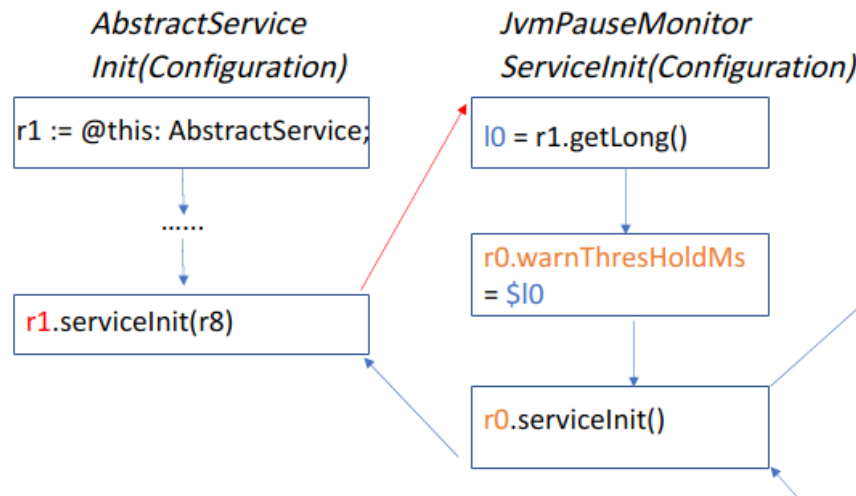 AbstractService
Init(Configuration)
r1 := @this: AbstractService;
......
r1.serviceInit(r8)
JvmPauseMonitor
ServiceInit(Configuration)
l0 = r1.getLong()
r0.warnThresHoldMs
= $l0
r0.serviceInit()